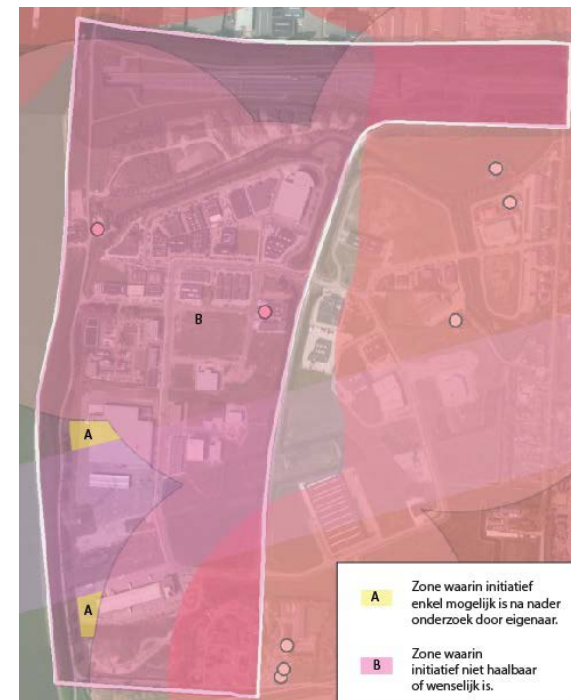 B
A
A
A
Zone waarin initiatief
enkel mogelijk is na nader
onderzoek door eigenaar.
B
Zone waarin
initiatief niet haalbaar
of wenselijk is.